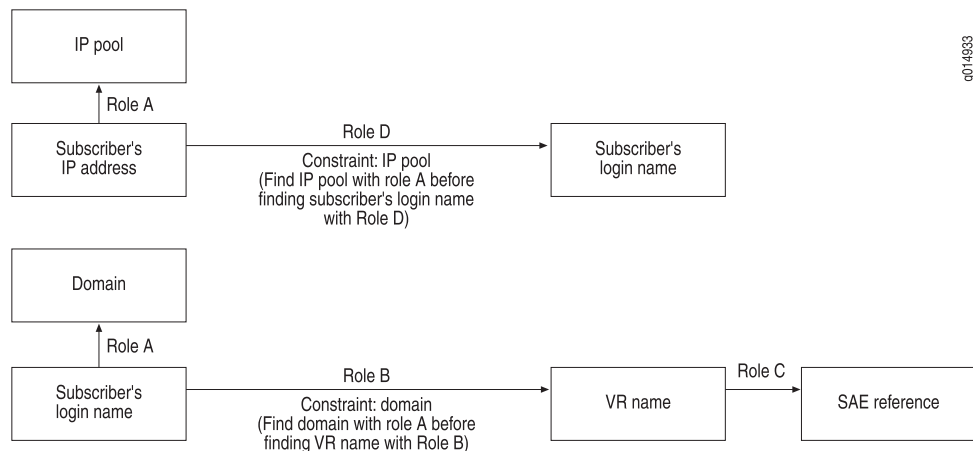 IP pool
g014933
Role A
Subscriber's
IP address
Role D
Constraint: IP pool
(Find IP pool with role A before
finding subscriber's login name
with Role D)
Subscriber's
login name
Domain
Role A
Subscriber's
login name
Role B
Constraint: domain
(Find domain with role A before
finding VR name with Role B)
VR name
Role C
SAE reference